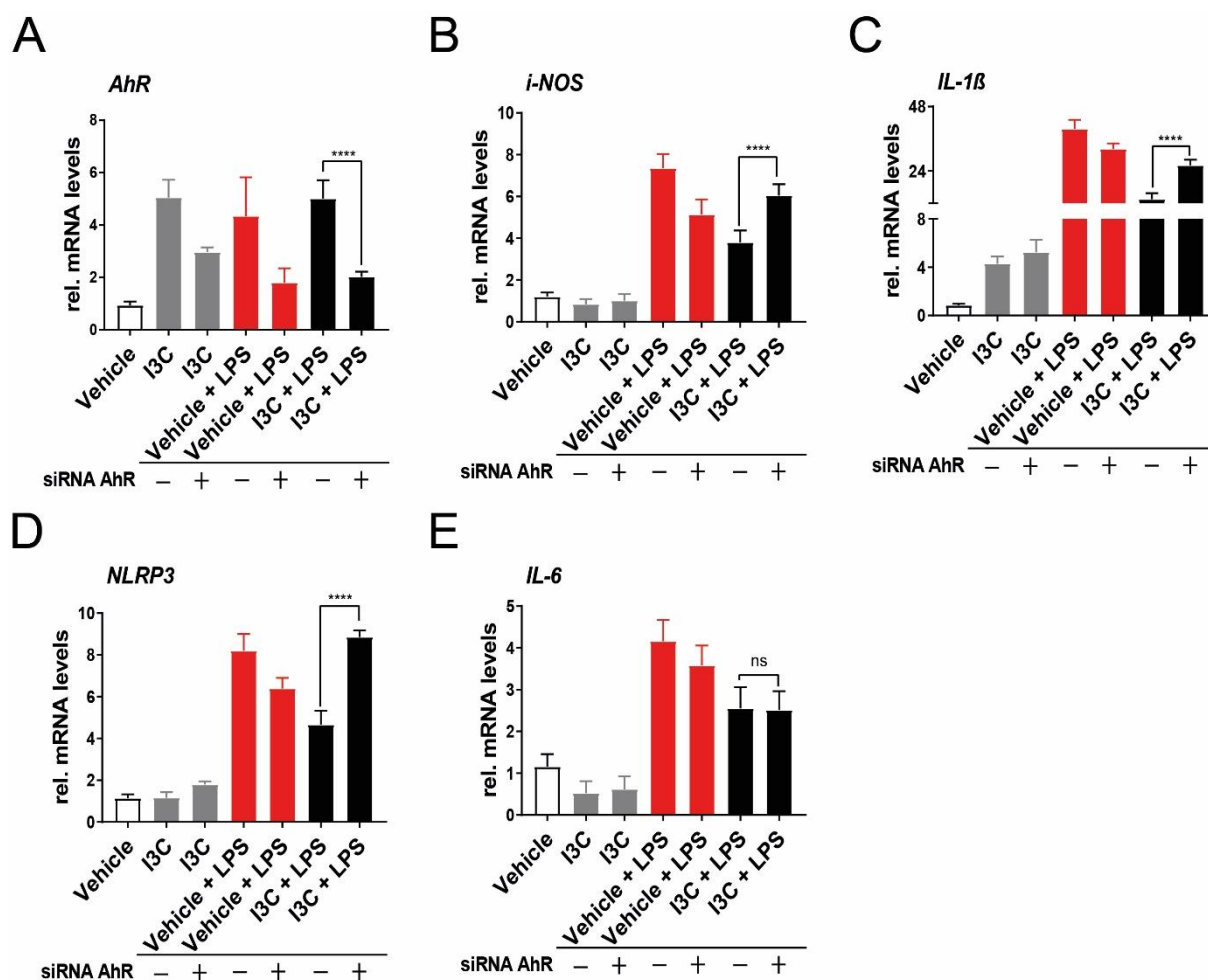 A
AhR
rel. mRNA levels
8
6
4
2
0
****
Vehicle
I3C
I3C
Vehicle + LPS
Vehicle + LPS
I3C + LPS
I3C + LPS
siRNA AhR − + − + − +
B
i-NOS
rel. mRNA levels
10
8
6
4
2
0
****
Vehicle
I3C
I3C
Vehicle + LPS
Vehicle + LPS
I3C + LPS
I3C + LPS
siRNA AhR − + − + − +
C
IL-1ß
rel. mRNA levels
48
24
8
4
0
****
Vehicle
I3C
I3C
Vehicle + LPS
Vehicle + LPS
I3C + LPS
I3C + LPS
siRNA AhR − + − + − +
D
NLRP3
rel. mRNA levels
10
8
6
4
2
0
****
Vehicle
I3C
I3C
Vehicle + LPS
Vehicle + LPS
I3C + LPS
I3C + LPS
siRNA AhR − + − + − +
E
IL-6
rel. mRNA levels
5
4
3
2
1
0
ns
Vehicle
I3C
I3C
Vehicle + LPS
Vehicle + LPS
I3C + LPS
I3C + LPS
siRNA AhR − + − + − +